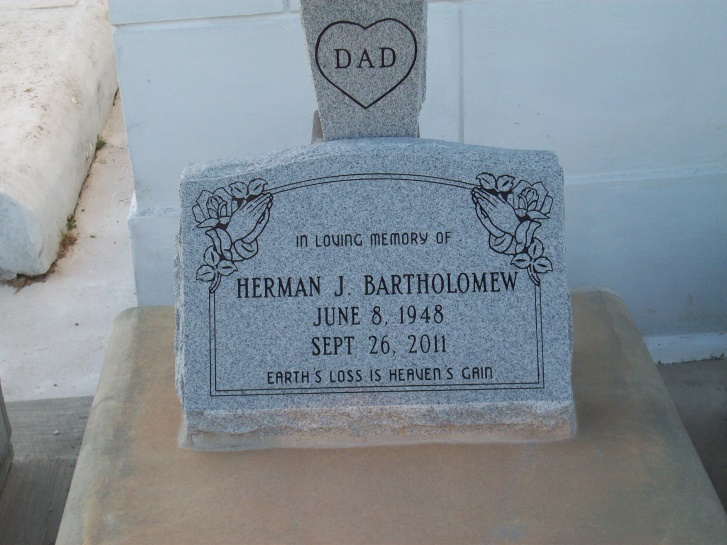 DAD
IN LOVING MEMORY OF
HERMAN J. BARTHOLOMEW
JUNE 8, 1948
SEPT 26, 2011
EARTH'S LOSS IS HEAVEN'S GAIN